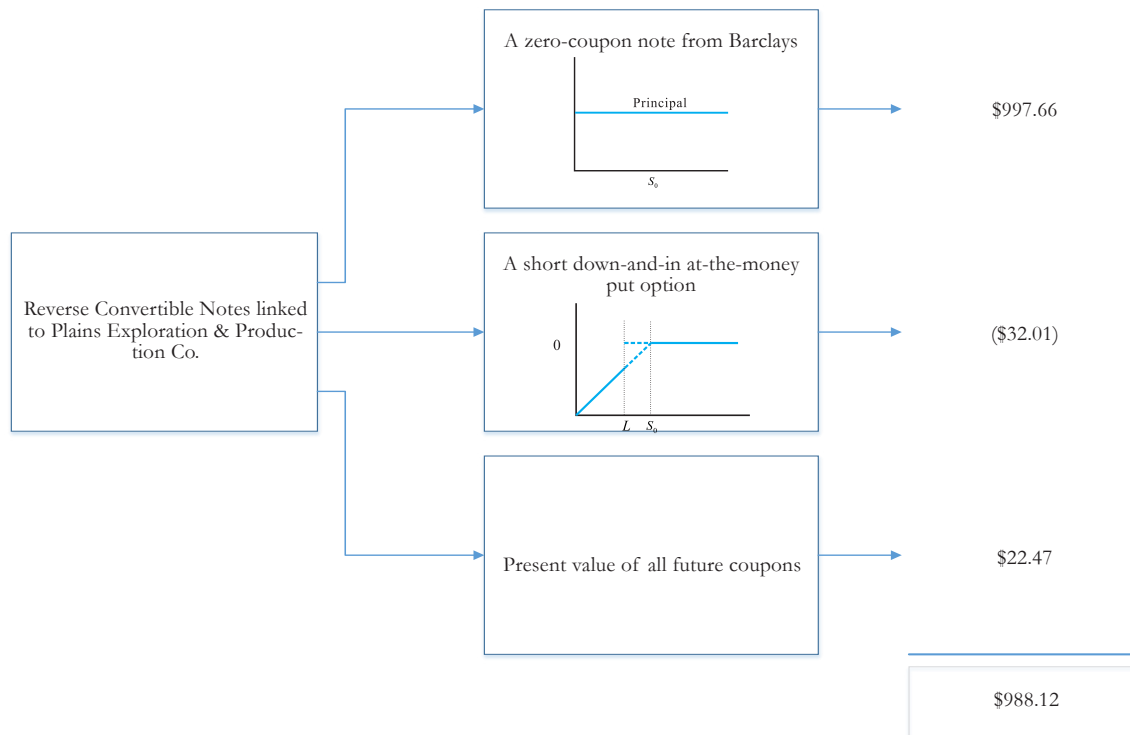 A zero-coupon note from Barclays
Principal
S₀
$997.66
Reverse Convertible Notes linked
to Plains Exploration & Produc-
tion Co.
A short down-and-in at-the-money
put option
0
L S₀
($32.01)
Present value of all future coupons
$22.47
$988.12